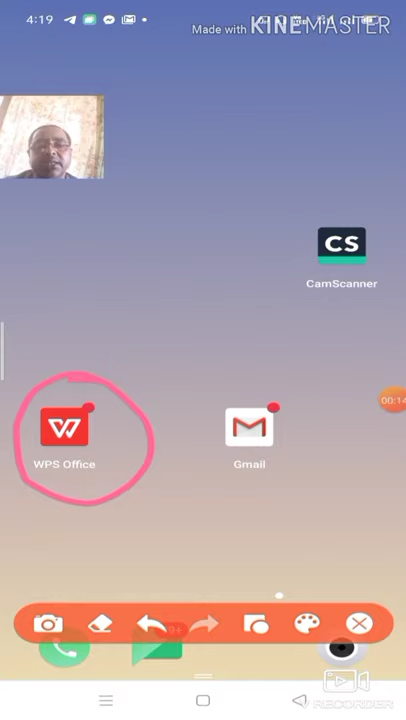 4:19
Made with KINEMASTER
CS
CamScanner
W
WPS Office
M
Gmail
00:14
RECORDER